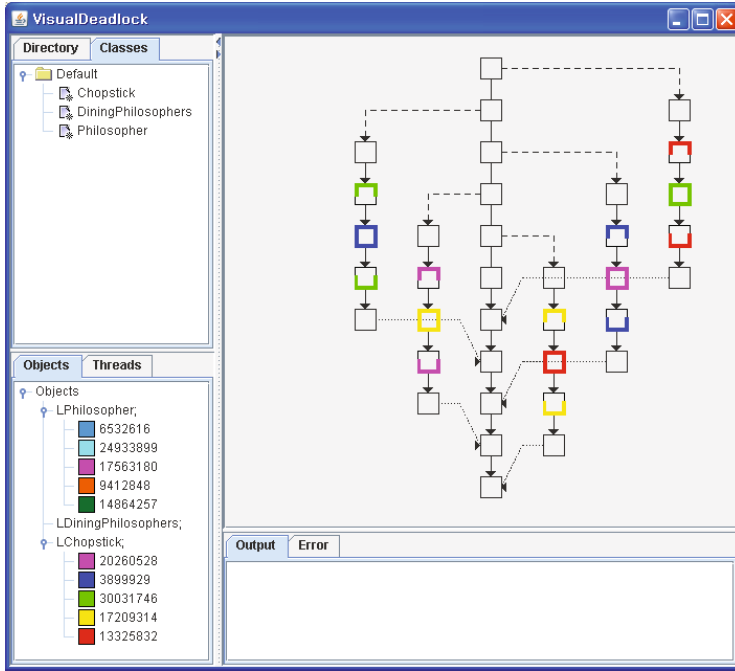 VisualDeadlock
Directory
Classes
Default
Chopstick
DiningPhilosophers
Philosopher
Objects
Threads
Objects
LPhilosopher;
6532616
24933899
17563180
9412848
14864257
LDiningPhilosophers;
LChopstick;
20260528
3899929
30031746
17209314
13325832
Output
Error